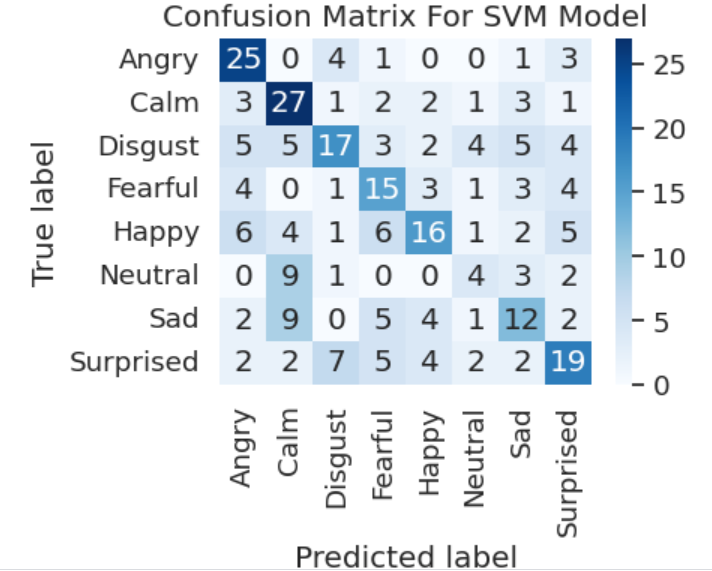 Confusion Matrix For SVM Model
Angry 25 0 4 1 0 0 1 3
Calm 3 27 1 2 2 1 3 1
Disgust 5 5 17 3 2 4 5 4
Fearful 4 0 1 15 3 1 3 4
Happy 6 4 1 6 16 1 2 5
Neutral 0 9 1 0 0 4 3 2
Sad 2 9 0 5 4 1 12 2
Surprised 2 2 7 5 4 2 2 19
True label
25
20
15
10
5
0
Angry
Calm
Disgust
Fearful
Happy
Neutral
Sad
Surprised
Predicted label